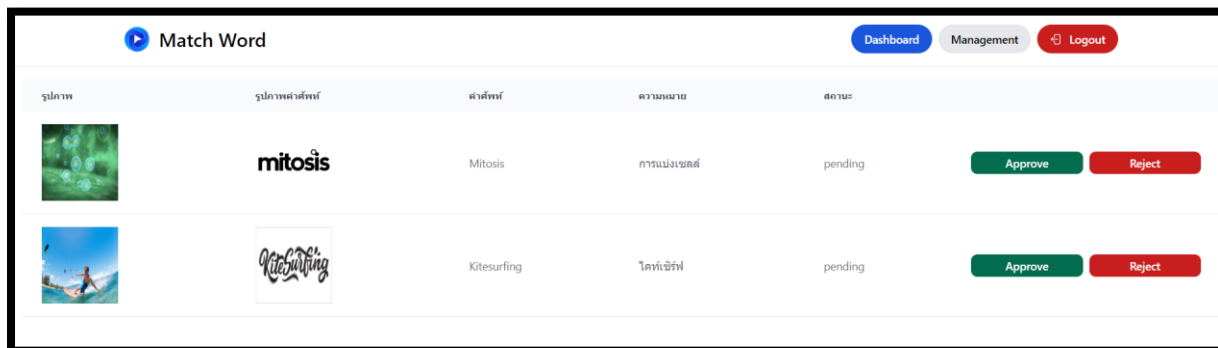 Match Word
Dashboard Management Logout
รูปภาพ รูปภาพคำศัพท์ คำศัพท์ ความหมาย สถานะ
mitosis Mitosis การแบ่งเซลล์ pending Approve Reject
KiteSurfing Kitesurfing ไคท์เซิร์ฟ pending Approve Reject